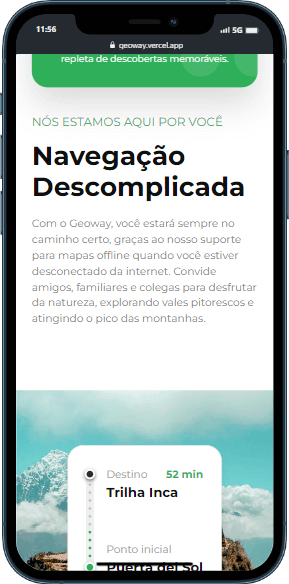 11:56
5G
geoway.vercel.app
repleta de descobertas memoráveis.
NÓS ESTAMOS AQUI POR VOCÊ
Navegação
Descomplicada
Com o Geoway, você estará sempre no
caminho certo, graças ao nosso suporte
para mapas offline quando você estiver
desconectado da internet. Convide
amigos, familiares e colegas para desfrutar
da natureza, explorando vales pitorescos e
atingindo o pico das montanhas.
Destino 52 min
Trilha Inca
Ponto inicial
Puerta del Sol